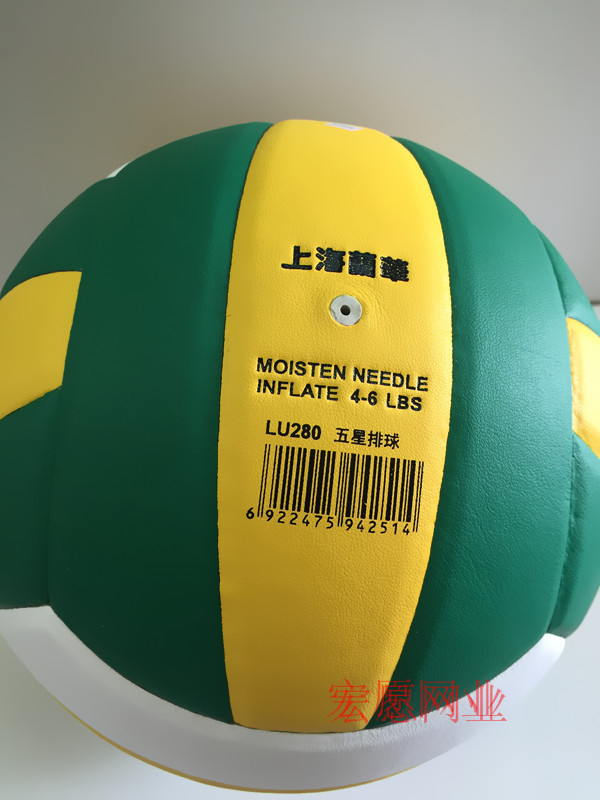 上海蘭華
MOISTEN NEEDLE
INFLATE 4-6 LBS
LU280 五星排球
6 922475 942514
宏愿网业